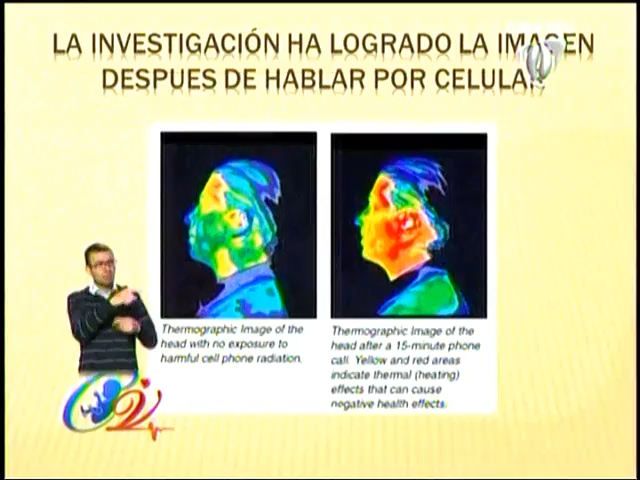 LA INVESTIGACIÓN HA LOGRADO LA IMAGEN
DESPUES DE HABLAR POR CELULAR
Thermographic Image of the
head with no exposure to
harmful cell phone radiation.
Thermographic Image of the
head after a 15-minute phone
call. Yellow and red areas
indicate thermal (heating)
effects that can cause
negative health effects.